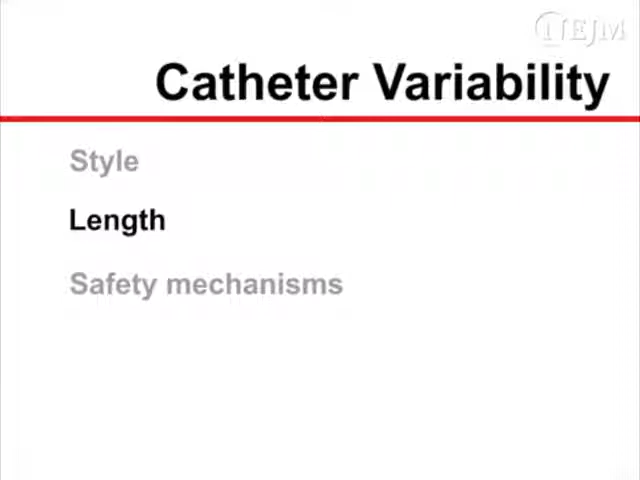 NEJM
Catheter Variability
Style
Length
Safety mechanisms